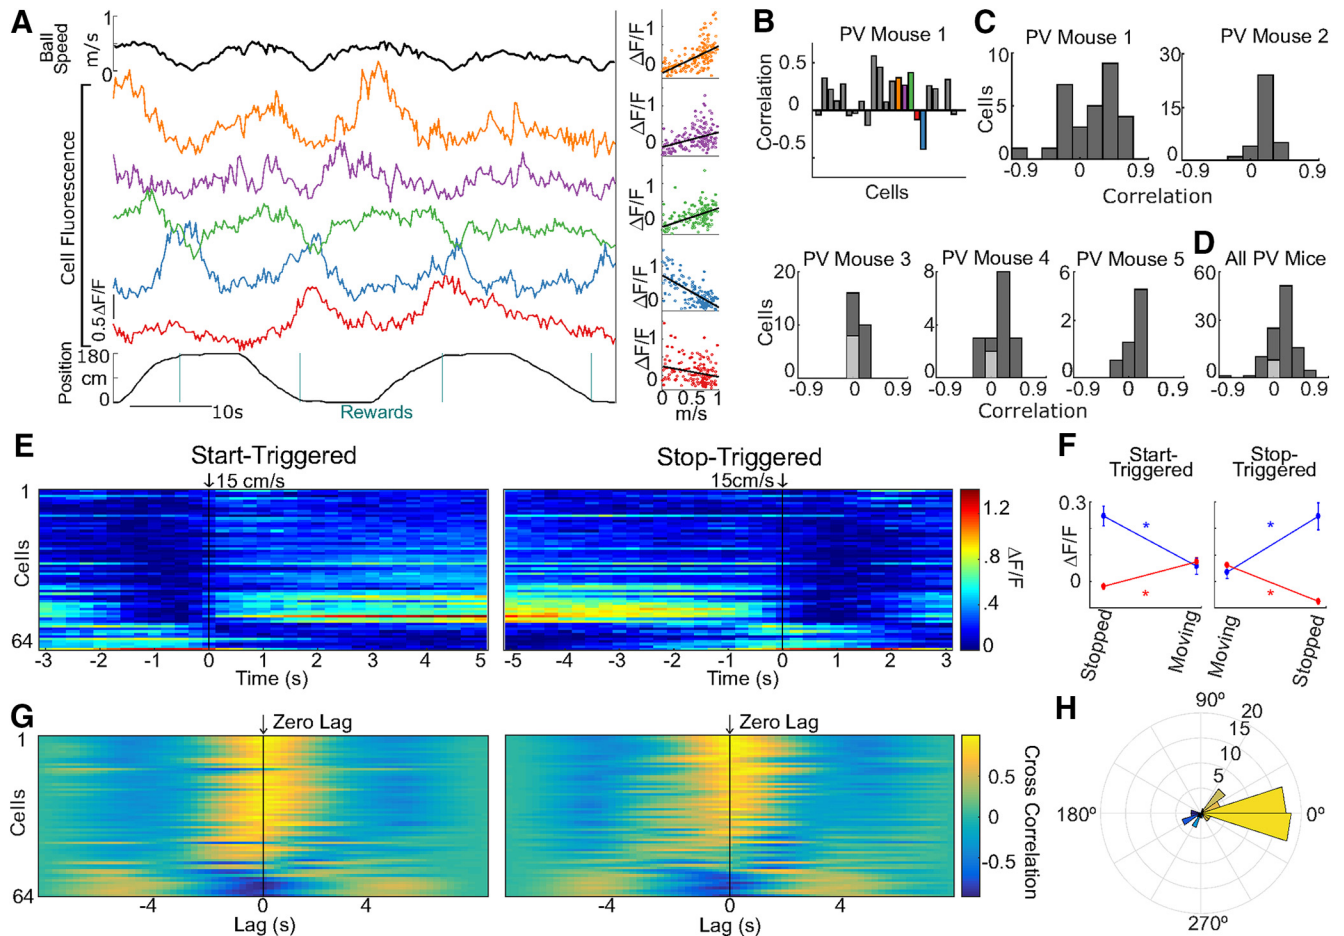 A
Ball
Speed
m/s
1
0
Cell Fluorescence
0.5ΔF/F
Position
180
cm
0
10s
Rewards
ΔF/F
1
0
ΔF/F
1
0
ΔF/F
1
0
ΔF/F
1
0
ΔF/F
1
0
0 0.5 1
m/s
B
PV Mouse 1
Correlation
0.5
0
-0.5
Cells
C
PV Mouse 1
PV Mouse 2
Cells
10
5
0
-0.9 0 0.9
30
15
0
-0.9 0 0.9
Correlation
PV Mouse 3
PV Mouse 4
PV Mouse 5
Cells
20
10
0
-0.9 0 0.9
8
4
0
-0.9 0 0.9
6
2
0
-0.9 0 0.9
Correlation
D
All PV Mice
60
30
0
-0.9 0 0.9
E
Start-Triggered
15 cm/s
Stop-Triggered
15cm/s
1
Cells
64
-3 -2 -1 0 1 2 3 4 5
Time (s)
-5 -4 -3 -2 -1 0 1 2 3
Time (s)
1.2
.8
.4
0
ΔF/F
F
Start-
Triggered
Stop-
Triggered
0.3
0
ΔF/F
*
*
*
*
Stopped
Moving
Moving
Stopped
G
Zero Lag
Zero Lag
1
Cells
64
-4 0 4
Lag (s)
-4 0 4
Lag (s)
0.5
0
-0.5
Cross Correlation
H
90º
20
15
10
5
180º
0º
270º